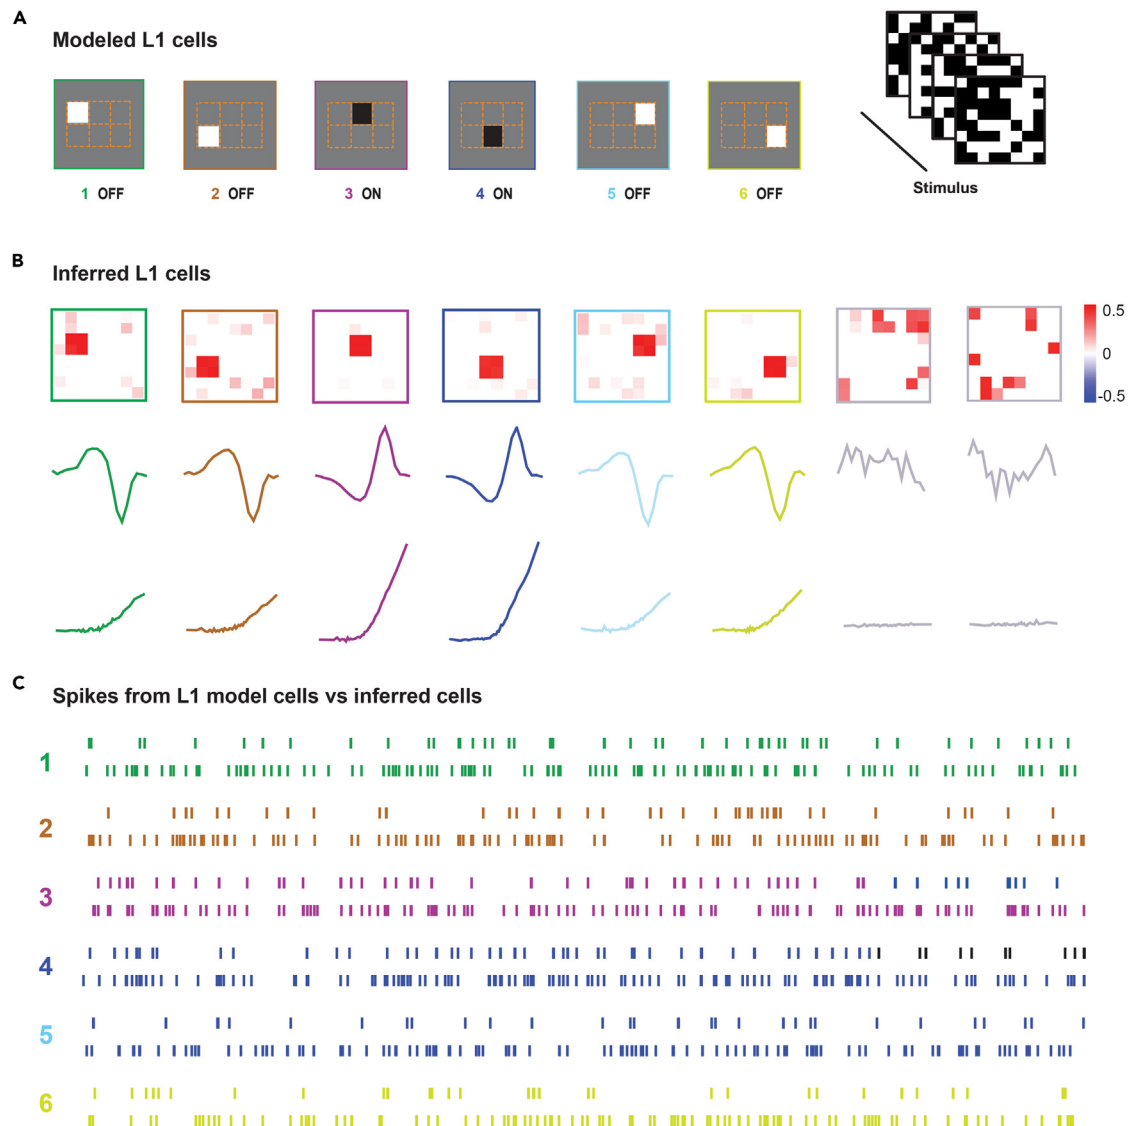 A
Modeled L1 cells
1 OFF
2 OFF
3 ON
4 ON
5 OFF
6 OFF
Stimulus
B
Inferred L1 cells
0.5
0
-0.5
C
Spikes from L1 model cells vs inferred cells
1
2
3
4
5
6